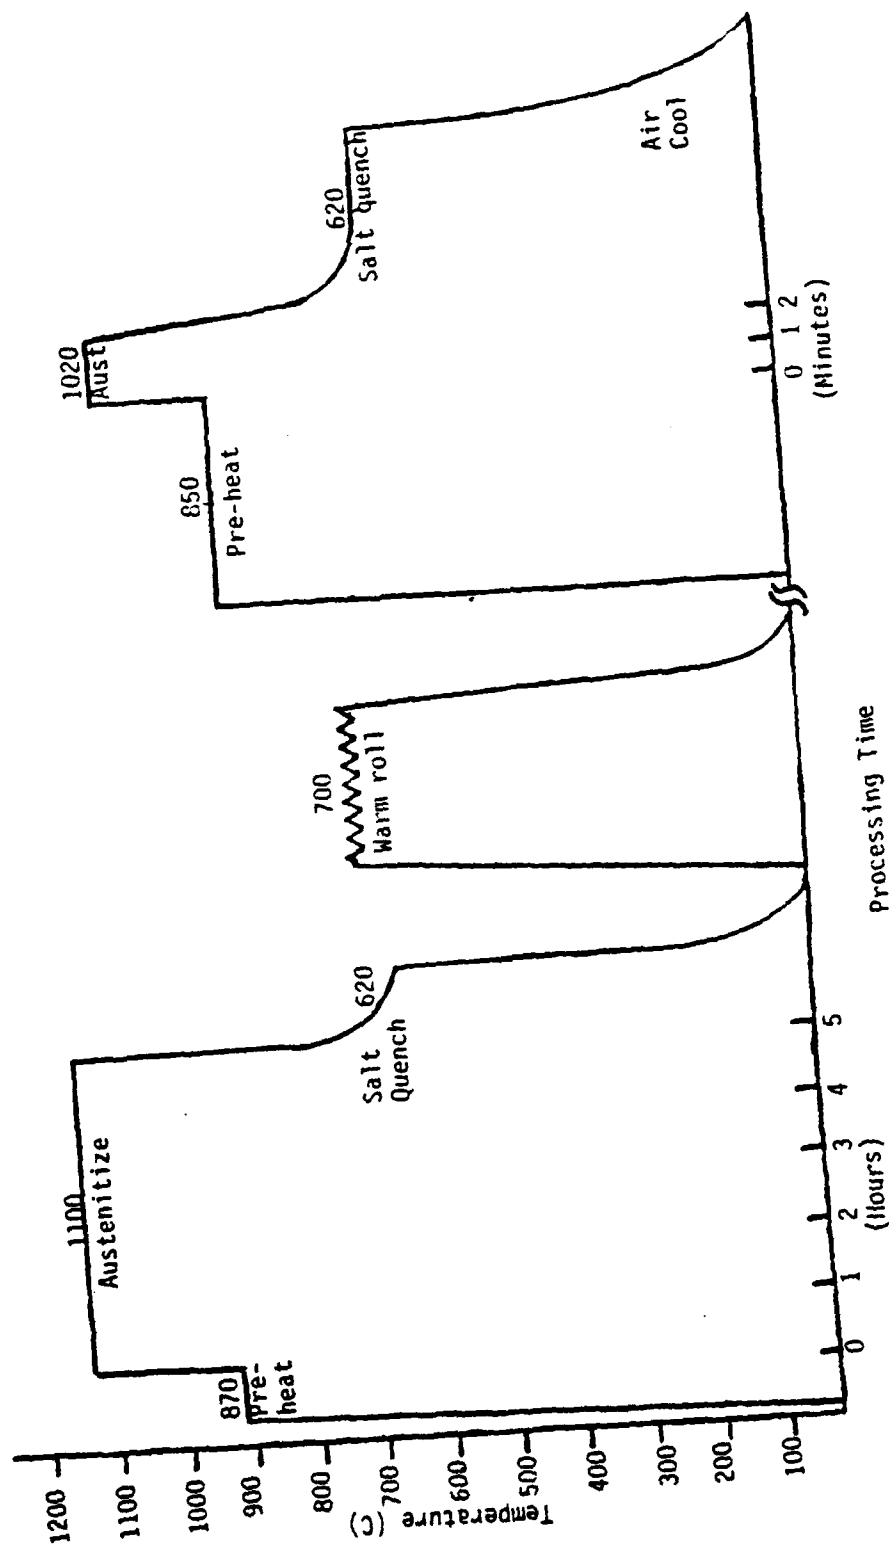 1200
1100
1000
900
800
700
600
500
400
300
200
100
Temperature (C)
870
Pre-
heat
1100
Austenitize
620
Salt
Quench
700
Warm roll
850
Pre-heat
1020
Aust
620
Salt quench
Air
Cool
0 1 2 3 4 5
(Hours)
0 1 2
(Minutes)
Processing Time